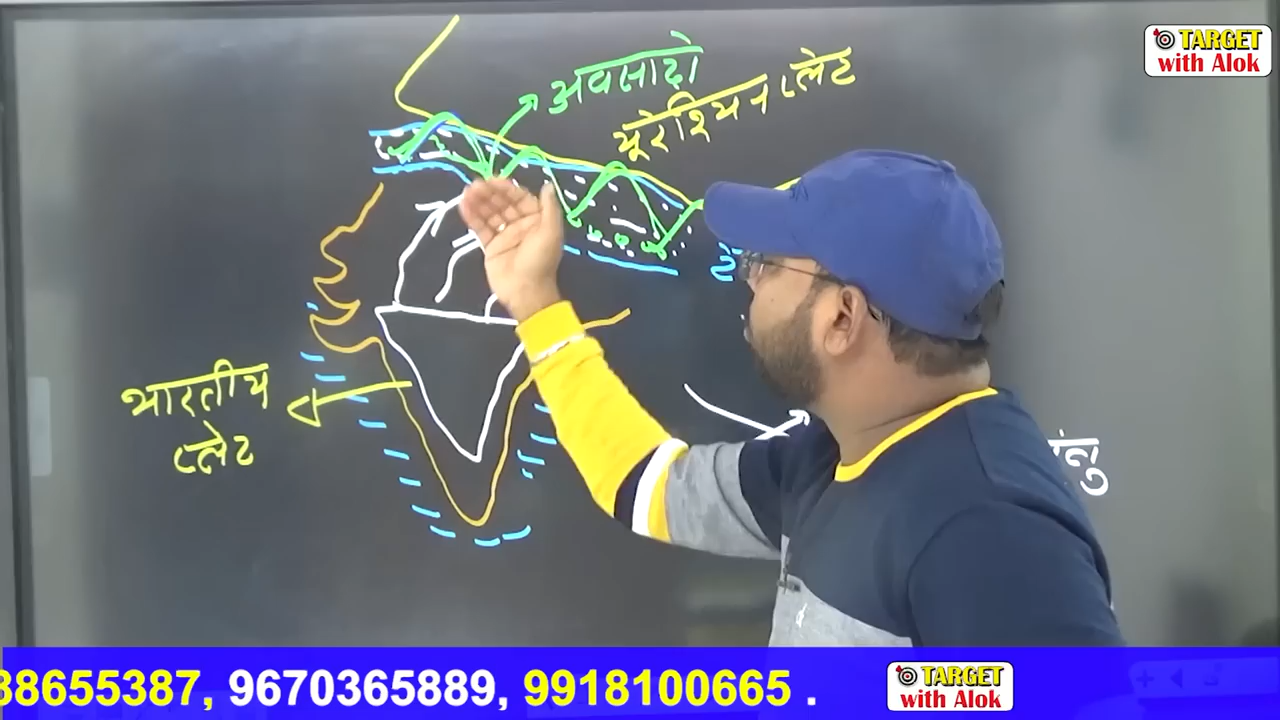 TARGET
with Alok
अवसादो
यूरेशियन प्लेट
भारतीय
प्लेट
38655387, 9670365889, 9918100665 .
TARGET
with Alok